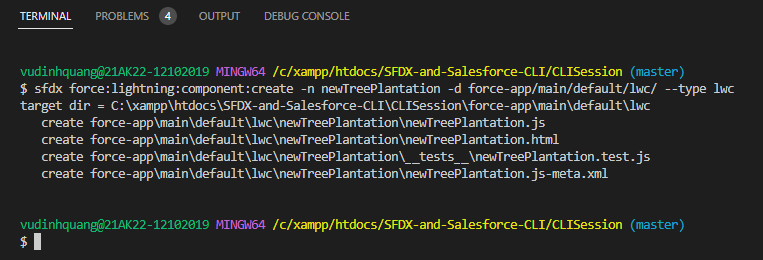 TERMINAL PROBLEMS 4 OUTPUT DEBUG CONSOLE
vudinhquang@21AK22-12102019 MINGW64 /c/xampp/htdocs/SFDX-and-Salesforce-CLI/CLISession (master)
$ sfdx force:lightning:component:create -n newTreePlantation -d force-app/main/default/lwc/ --type lwc
target dir = C:\xampp\htdocs\SFDX-and-Salesforce-CLI\CLISession\force-app\main\default\lwc
   create force-app\main\default\lwc\newTreePlantation\newTreePlantation.js
   create force-app\main\default\lwc\newTreePlantation\newTreePlantation.html
   create force-app\main\default\lwc\newTreePlantation\__tests__\newTreePlantation.test.js
   create force-app\main\default\lwc\newTreePlantation\newTreePlantation.js-meta.xml
vudinhquang@21AK22-12102019 MINGW64 /c/xampp/htdocs/SFDX-and-Salesforce-CLI/CLISession (master)
$